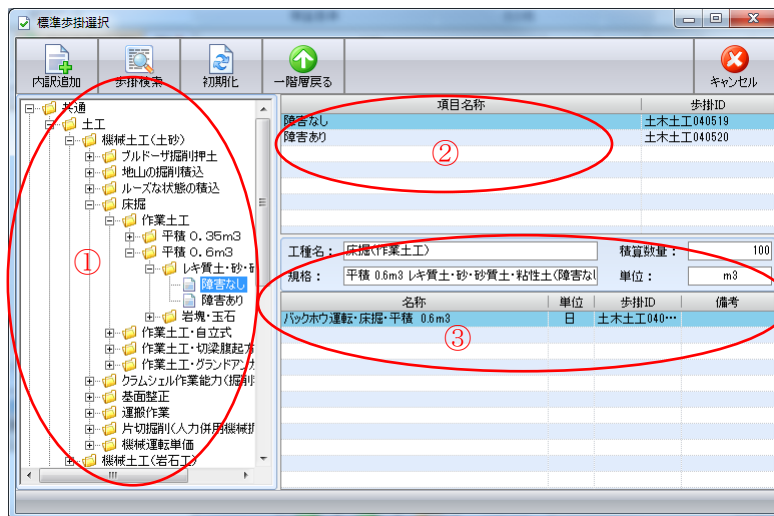 標準歩掛選択
内訳追加
歩掛検索
初期化
一階層戻る
キャンセル
共通
土工
機械土工(土砂)
ブルドーザ掘削押土
地山の掘削積込
ルーズな状態の積込
床掘
作業土工
平積 0.35m3
平積 0.6m3
レキ質土・砂・砂
障害なし
障害あり
岩塊・玉石
作業土工・自立式
作業土工・切梁腹起方
作業土工・グランドアンカ
クラムシェル作業能力(掘削
基面整正
運搬作業
片切掘削(人力併用機械掘
機械運転単価
機械土工(岩石工)
①
項目名称 歩掛ID
障害なし 土木土工040519
障害あり 土木土工040520
②
工種名: 床掘(作業土工) 積算数量: 100
規格: 平積 0.6m3 レキ質土・砂・砂質土・粘性土(障害なし 単位: m3
名称 単位 歩掛ID 備考
バックホウ運転・床掘・平積 0.6m3 日 土木土工040…
③